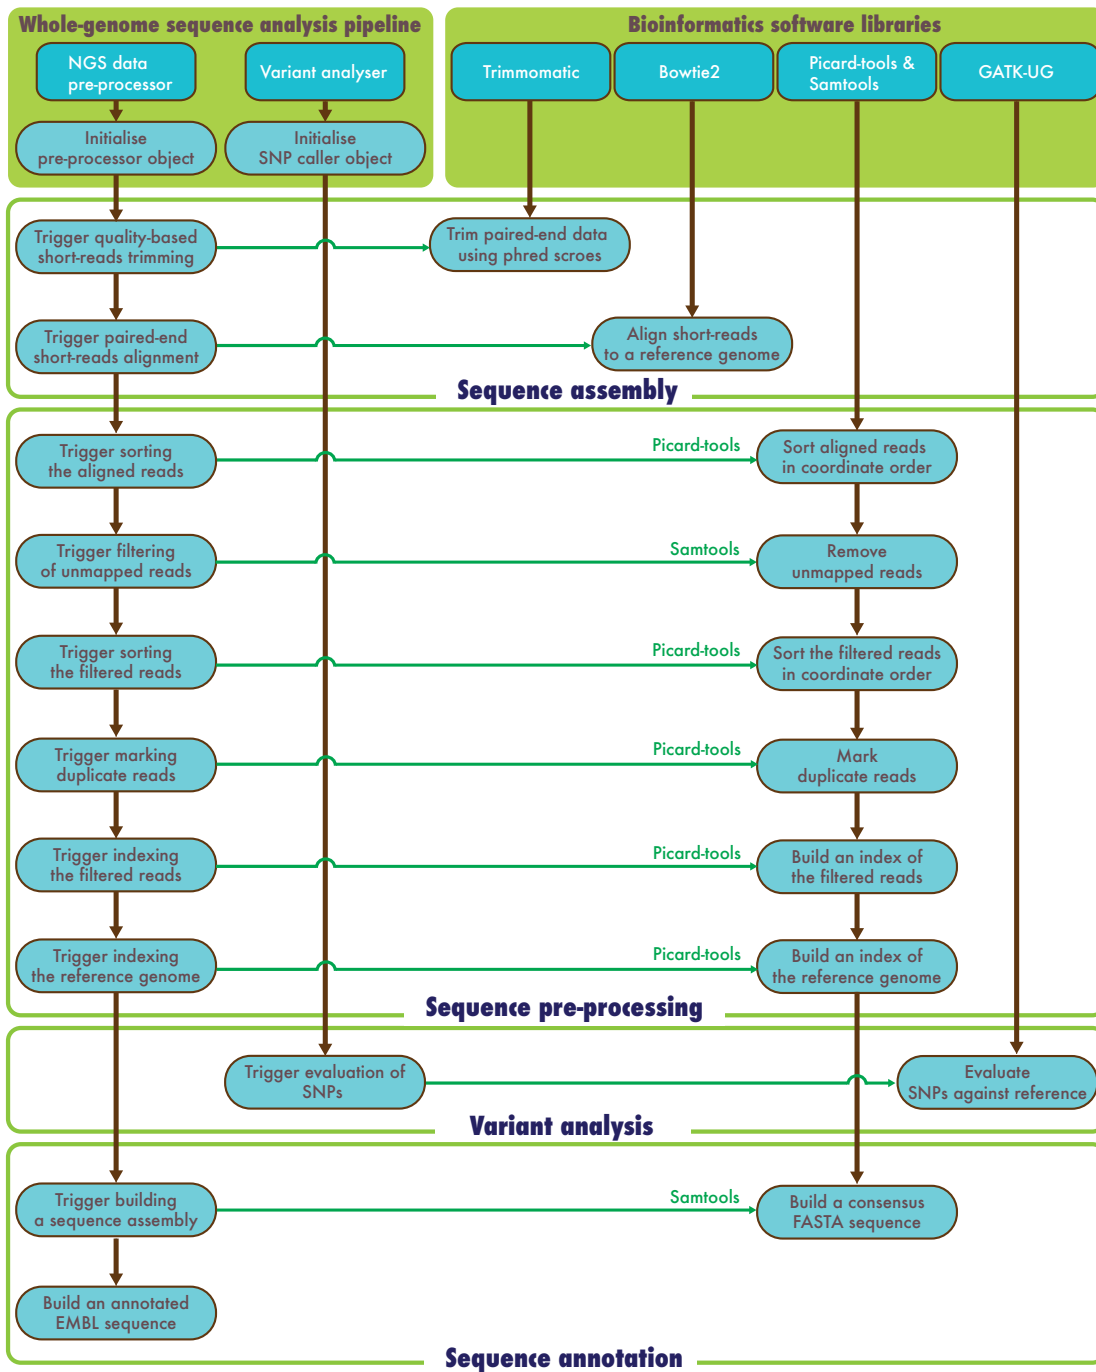 Whole-genome sequence analysis pipeline
Bioinformatics software libraries
NGS data
pre-processor
Variant analyser
Trimmomatic
Bowtie2
Picard-tools &
Samtools
GATK-UG
Initialise
pre-processor object
Initialise
SNP caller object
Trigger quality-based
short-reads trimming
Trim paired-end data
using phred scroes
Trigger paired-end
short-reads alignment
Align short-reads
to a reference genome
Sequence assembly
Trigger sorting
the aligned reads
Picard-tools
Sort aligned reads
in coordinate order
Trigger filtering
of unmapped reads
Samtools
Remove
unmapped reads
Trigger sorting
the filtered reads
Picard-tools
Sort the filtered reads
in coordinate order
Trigger marking
duplicate reads
Picard-tools
Mark
duplicate reads
Trigger indexing
the filtered reads
Picard-tools
Build an index of
the filtered reads
Trigger indexing
the reference genome
Picard-tools
Build an index of
the reference genome
Sequence pre-processing
Trigger evaluation of
SNPs
Evaluate
SNPs against reference
Variant analysis
Trigger building
a sequence assembly
Samtools
Build a consensus
FASTA sequence
Build an annotated
EMBL sequence
Sequence annotation